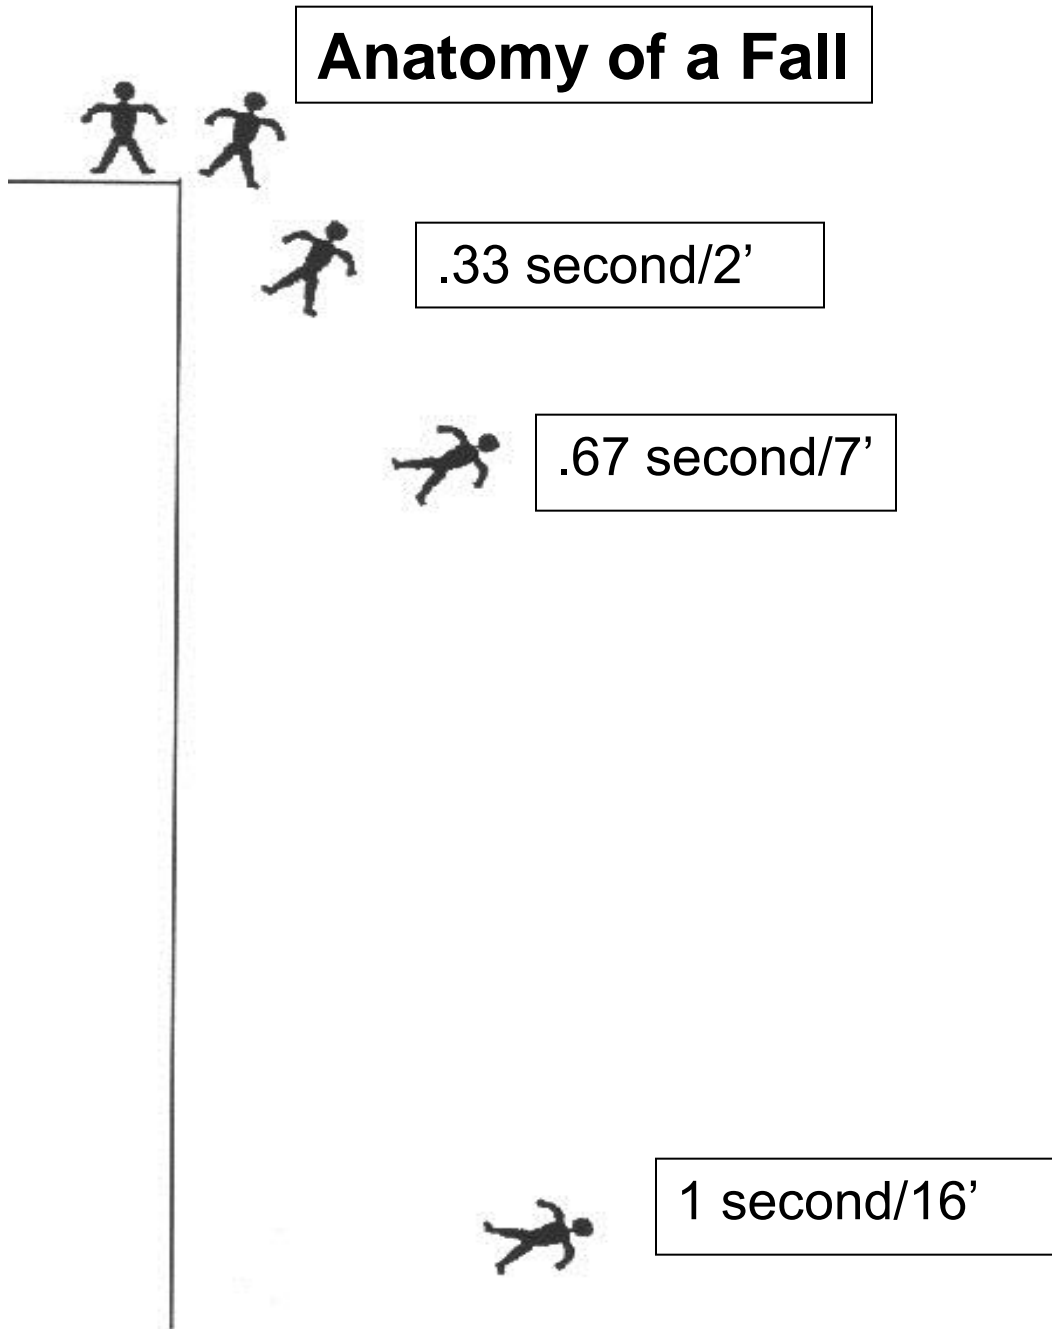 Anatomy of a Fall
.33 second/2’
.67 second/7’
1 second/16’